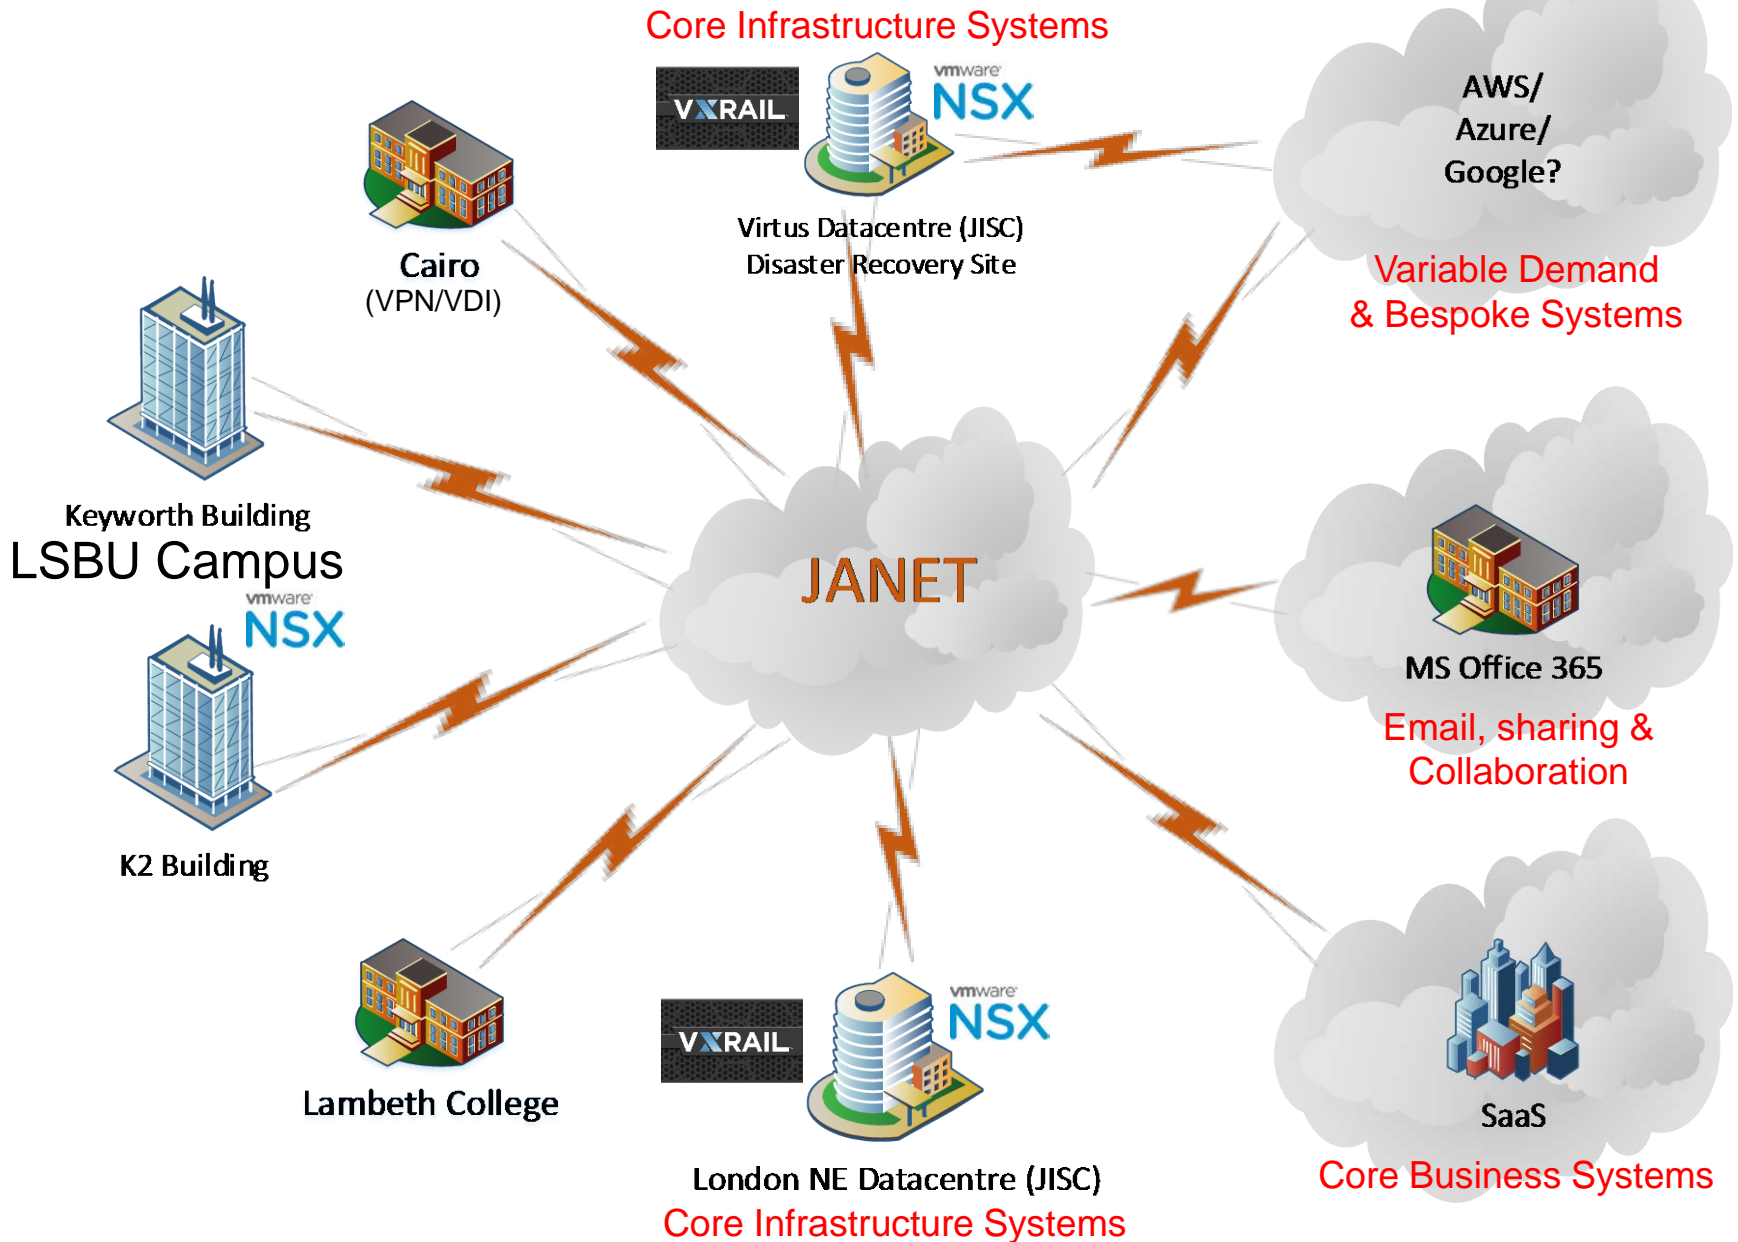 Core Infrastructure Systems
VXRAIL
vmware
NSX
Virtus Datacentre (JISC)
Disaster Recovery Site
AWS/
Azure/
Google?
Variable Demand
& Bespoke Systems
Cairo
(VPN/VDI)
Keyworth Building
LSBU Campus
vmware
NSX
K2 Building
JANET
MS Office 365
Email, sharing &
Collaboration
Lambeth College
VXRAIL
vmware
NSX
London NE Datacentre (JISC)
Core Infrastructure Systems
SaaS
Core Business Systems